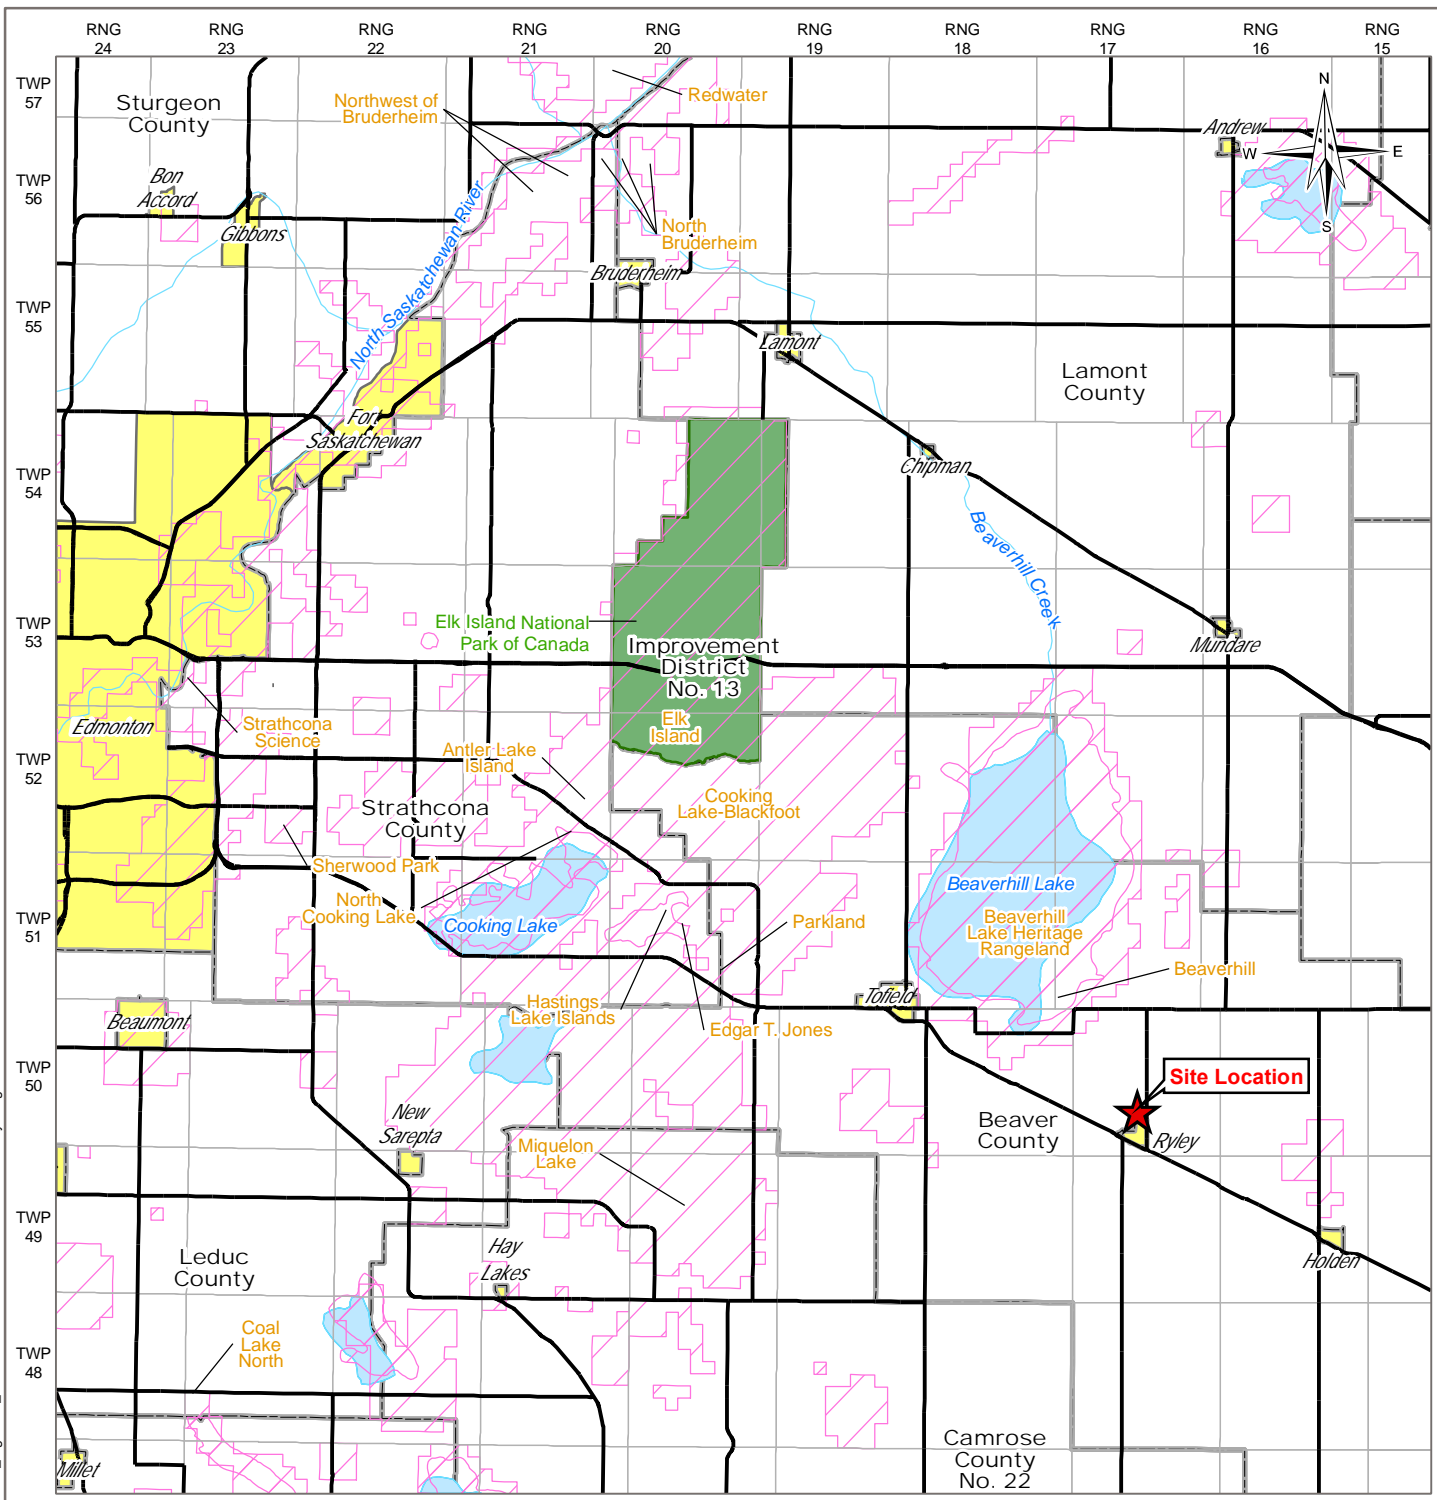 RNG
24
RNG
23
RNG
22
RNG
21
RNG
20
RNG
19
RNG
18
RNG
17
RNG
16
RNG
15
TWP
57
TWP
56
TWP
55
TWP
54
TWP
53
TWP
52
TWP
51
TWP
50
TWP
49
TWP
48
N
W
E
S
Sturgeon
County
Northwest of
Bruderheim
Redwater
Andrew
Bon
Accord
Gibbons
North Saskatchewan River
North
Bruderheim
Bruderheim
Lamont
Lamont
County
Fort
Saskatchewan
Chipman
Beaverhill Creek
Elk Island National
Park of Canada
Improvement
District
No. 13
Mundare
Edmonton
Strathcona
Science
Elk
Island
Antler Lake
Island
Cooking
Lake-Blackfoot
Strathcona
County
Sherwood Park
North
Cooking Lake
Cooking Lake
Beaverhill Lake
Beaverhill
Lake Heritage
Rangeland
Parkland
Beaverhill
Tofield
Hastings
Lake Islands
Edgar T. Jones
Beaumont
Site Location
New
Sarepta
Beaver
County
Ryley
Miquelon
Lake
Leduc
County
Hay
Lakes
Holden
Coal
Lake
North
Camrose
County
No. 22
Millet